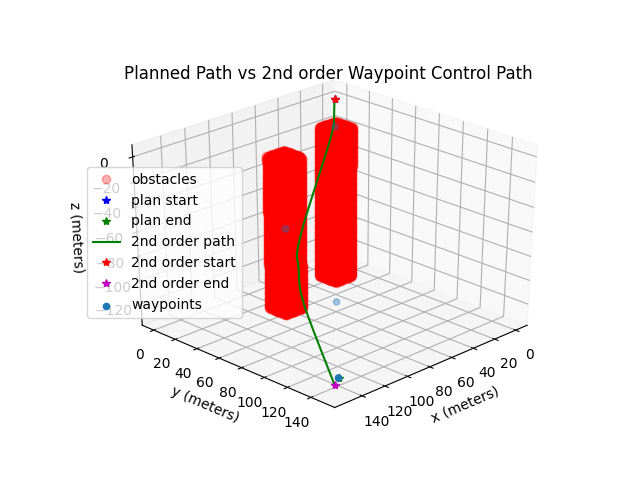 Planned Path vs 2nd order Waypoint Control Path
obstacles
plan start
plan end
2nd order path
2nd order start
2nd order end
waypoints
z (meters)
0
−20
−40
−60
−80
−100
−120
y (meters)
0
20
40
60
80
100
120
140
x (meters)
140
120
100
80
60
40
20
0